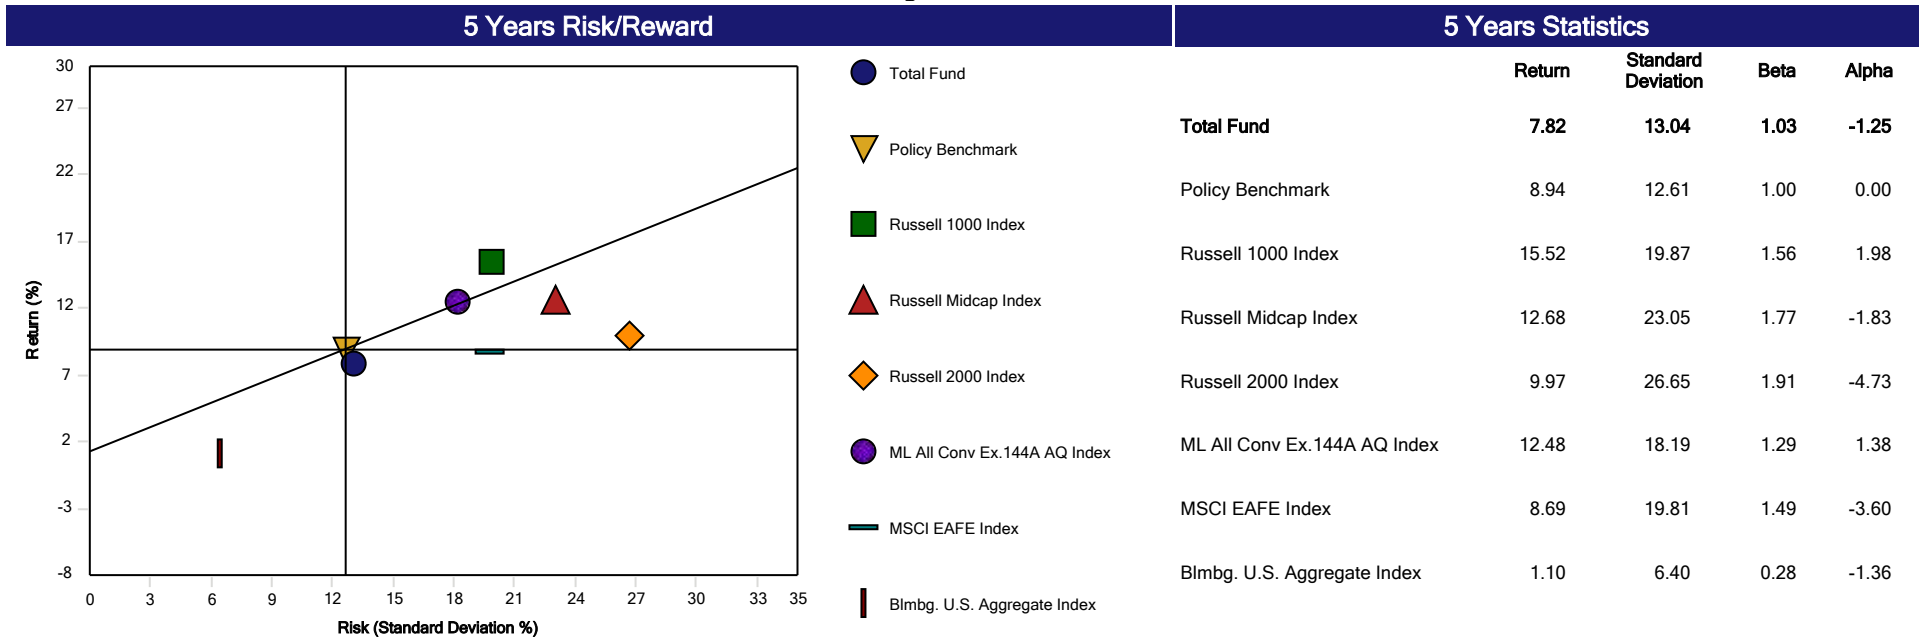 5 Years Risk/Reward
30
27
22
17
12
7
2
-3
-8
Return (%)
0 3 6 9 12 15 18 21 24 27 30 33 35
Risk (Standard Deviation %)
Total Fund
Policy Benchmark
Russell 1000 Index
Russell Midcap Index
Russell 2000 Index
ML All Conv Ex.144A AQ Index
MSCI EAFE Index
Blmbg. U.S. Aggregate Index
5 Years Statistics
Return Standard Deviation Beta Alpha
Total Fund 7.82 13.04 1.03 -1.25
Policy Benchmark 8.94 12.61 1.00 0.00
Russell 1000 Index 15.52 19.87 1.56 1.98
Russell Midcap Index 12.68 23.05 1.77 -1.83
Russell 2000 Index 9.97 26.65 1.91 -4.73
ML All Conv Ex.144A AQ Index 12.48 18.19 1.29 1.38
MSCI EAFE Index 8.69 19.81 1.49 -3.60
Blmbg. U.S. Aggregate Index 1.10 6.40 0.28 -1.36